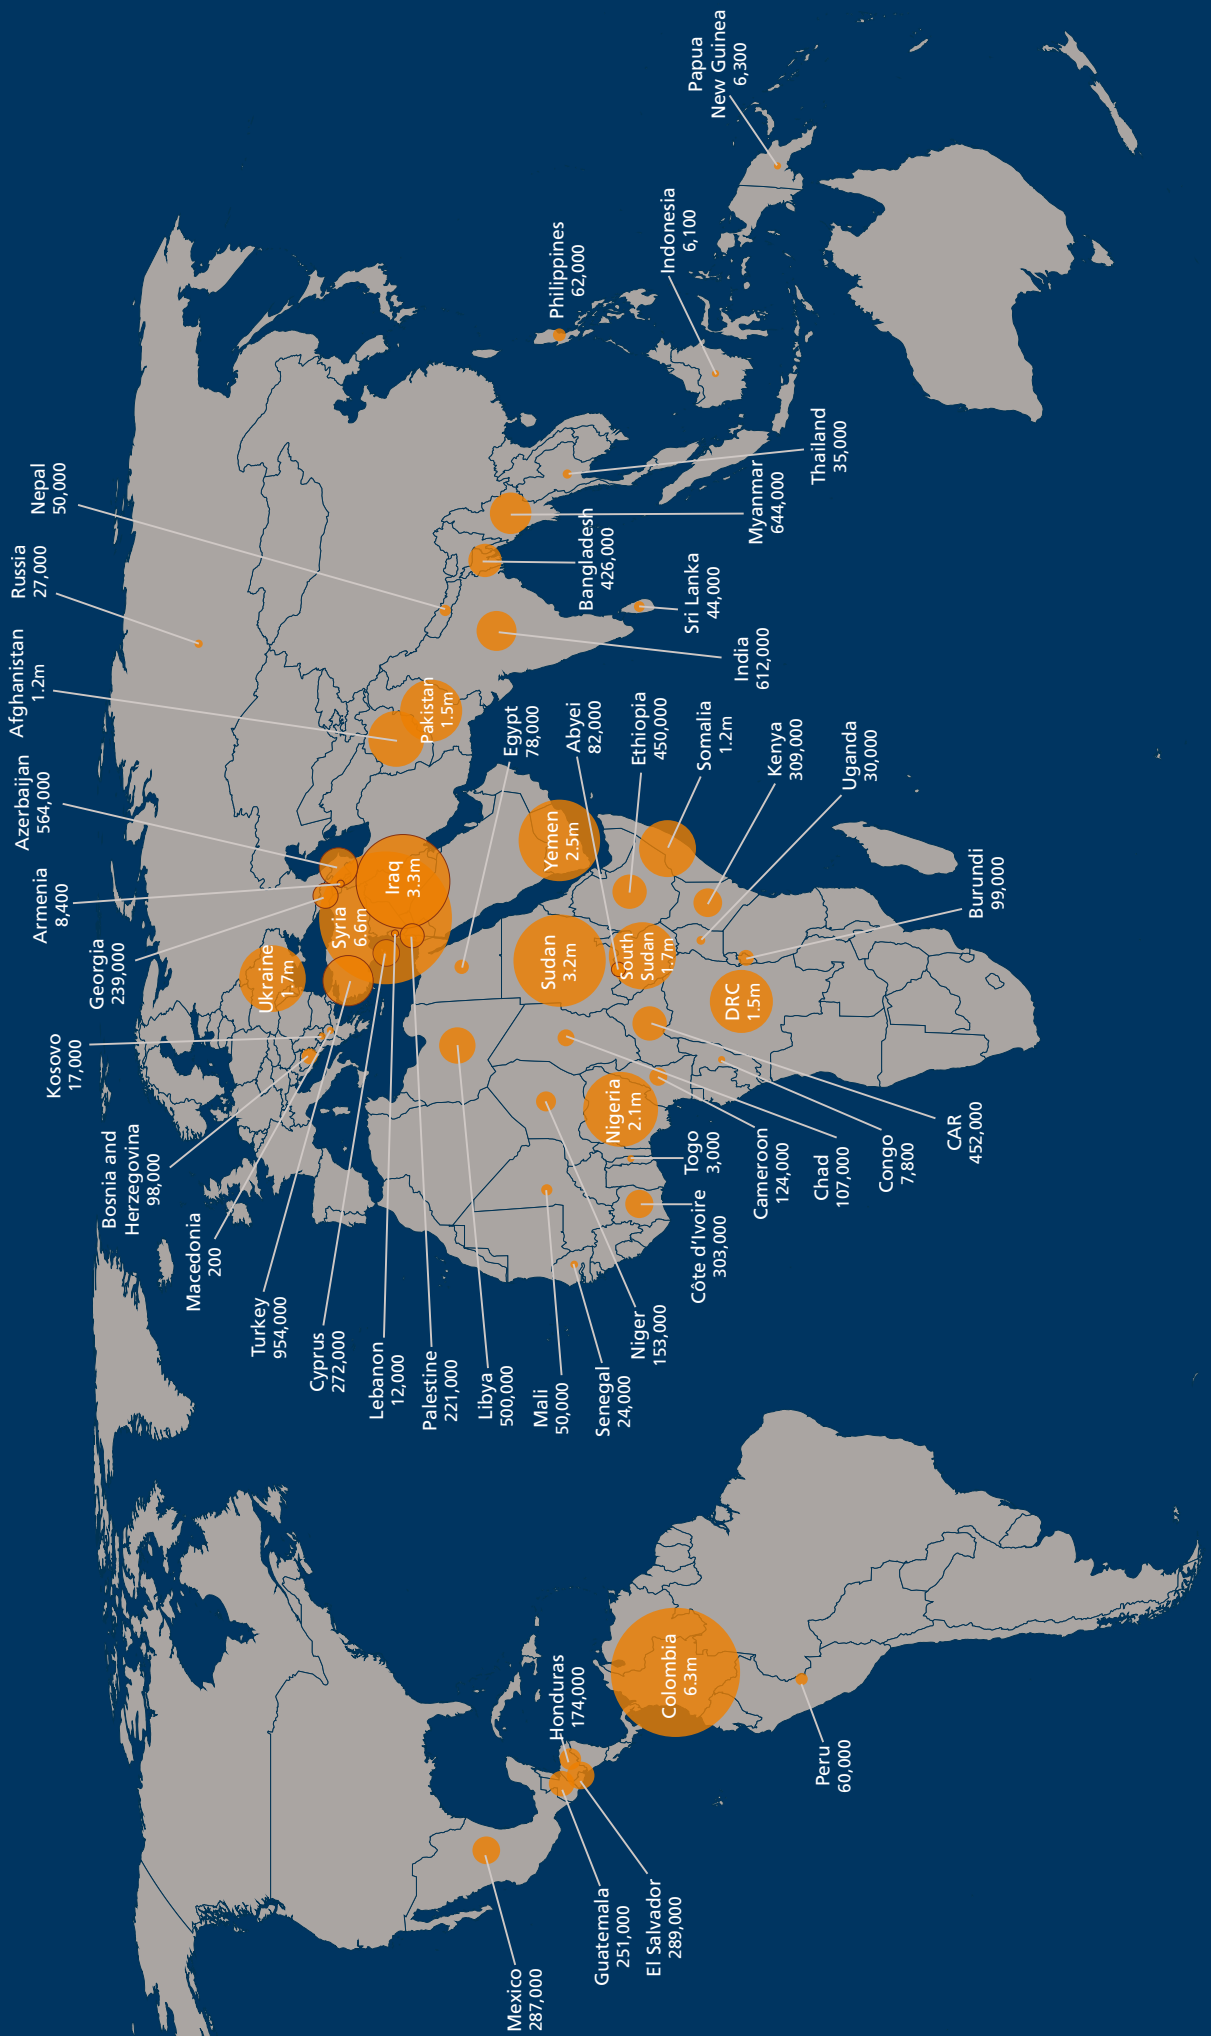 Mexico
287,000
Guatemala
251,000
El Salvador
289,000
Honduras
174,000
Colombia
6.3m
Peru
60,000
Kosovo
17,000
Bosnia and
Herzegovina
98,000
Macedonia
200
Turkey
954,000
Cyprus
272,000
Lebanon
12,000
Palestine
221,000
Libya
500,000
Mali
50,000
Senegal
24,000
Niger
153,000
Côte d'Ivoire
303,000
Togo
3,000
Cameroon
124,000
Chad
107,000
Congo
7,800
CAR
452,000
Nigeria
2.1m
Georgia
239,000
Armenia
8,400
Azerbaijan
564,000
Ukraine
1.7m
Syria
6.6m
Iraq
3.3m
Sudan
3.2m
South
Sudan
1.7m
DRC
1.5m
Yemen
2.5m
Burundi
99,000
Uganda
30,000
Kenya
309,000
Somalia
1.2m
Ethiopia
450,000
Abyei
82,000
Egypt
78,000
Afghanistan
1.2m
Pakistan
1.5m
Russia
27,000
Nepal
50,000
India
612,000
Sri Lanka
44,000
Bangladesh
426,000
Myanmar
644,000
Thailand
35,000
Philippines
62,000
Indonesia
6,100
Papua
New Guinea
6,300